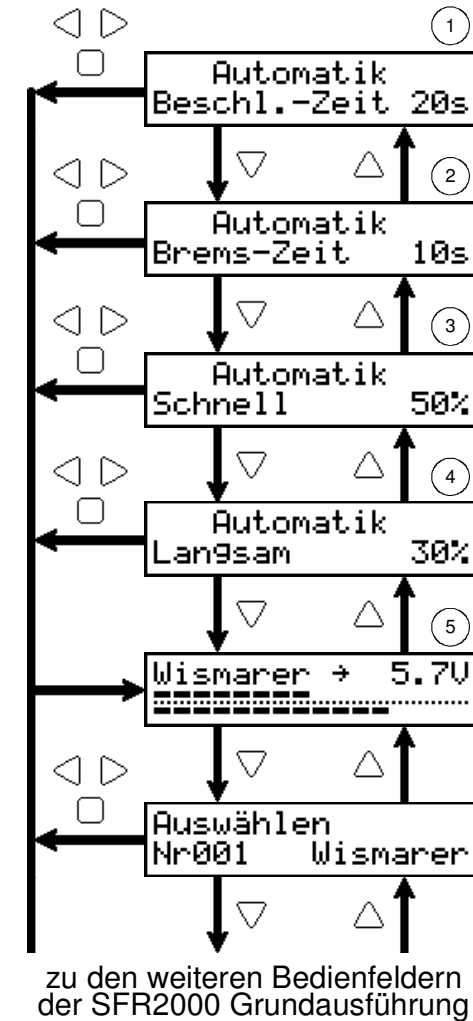 1
Automatik
Beschl.-Zeit 20s
2
Automatik
Brems-Zeit 10s
3
Automatik
Schnell 50%
4
Automatik
Langsam 30%
5
Wismarer → 5.7V
Auswählen
Nr001 Wismarer
zu den weiteren Bedienfeldern
der SFR2000 Grundausführung